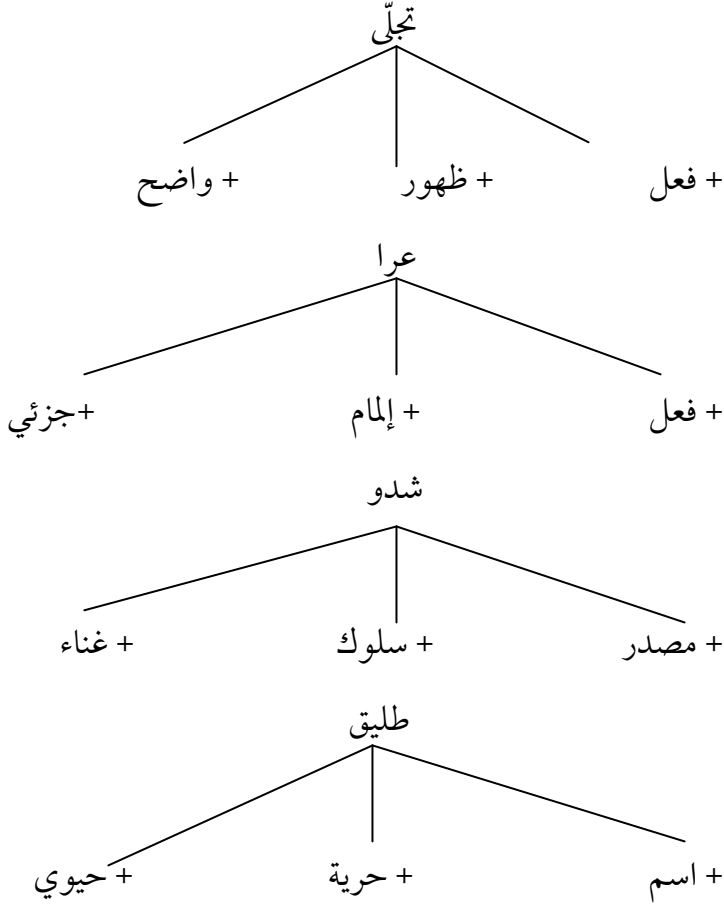 تجلّى
+ فعل + ظهور + واضح
عرا
+ فعل + إلمام +جزئي
شدو
+ مصدر + سلوك + غناء
طليق
+ اسم + حرية + حيوي